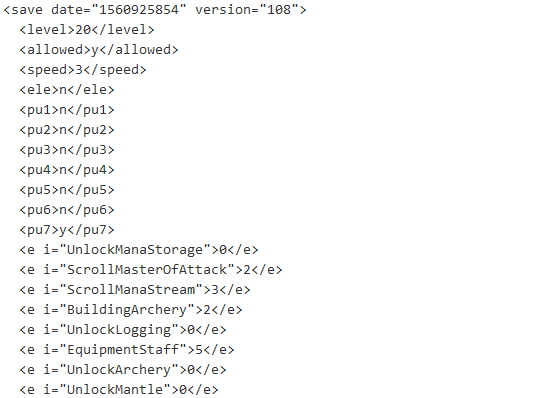 <save date="1560925854" version="108">
<level>20</level>
<allowed>y</allowed>
<speed>3</speed>
<ele>n</ele>
<pu1>n</pu1>
<pu2>n</pu2>
<pu3>n</pu3>
<pu4>n</pu4>
<pu5>n</pu5>
<pu6>n</pu6>
<pu7>y</pu7>
<e i="UnlockManaStorage">0</e>
<e i="ScrollMasterOfAttack">2</e>
<e i="ScrollManaStream">3</e>
<e i="BuildingArchery">2</e>
<e i="UnlockLogging">0</e>
<e i="EquipmentStaff">5</e>
<e i="UnlockArchery">0</e>
<e i="UnlockMantle">0</e>